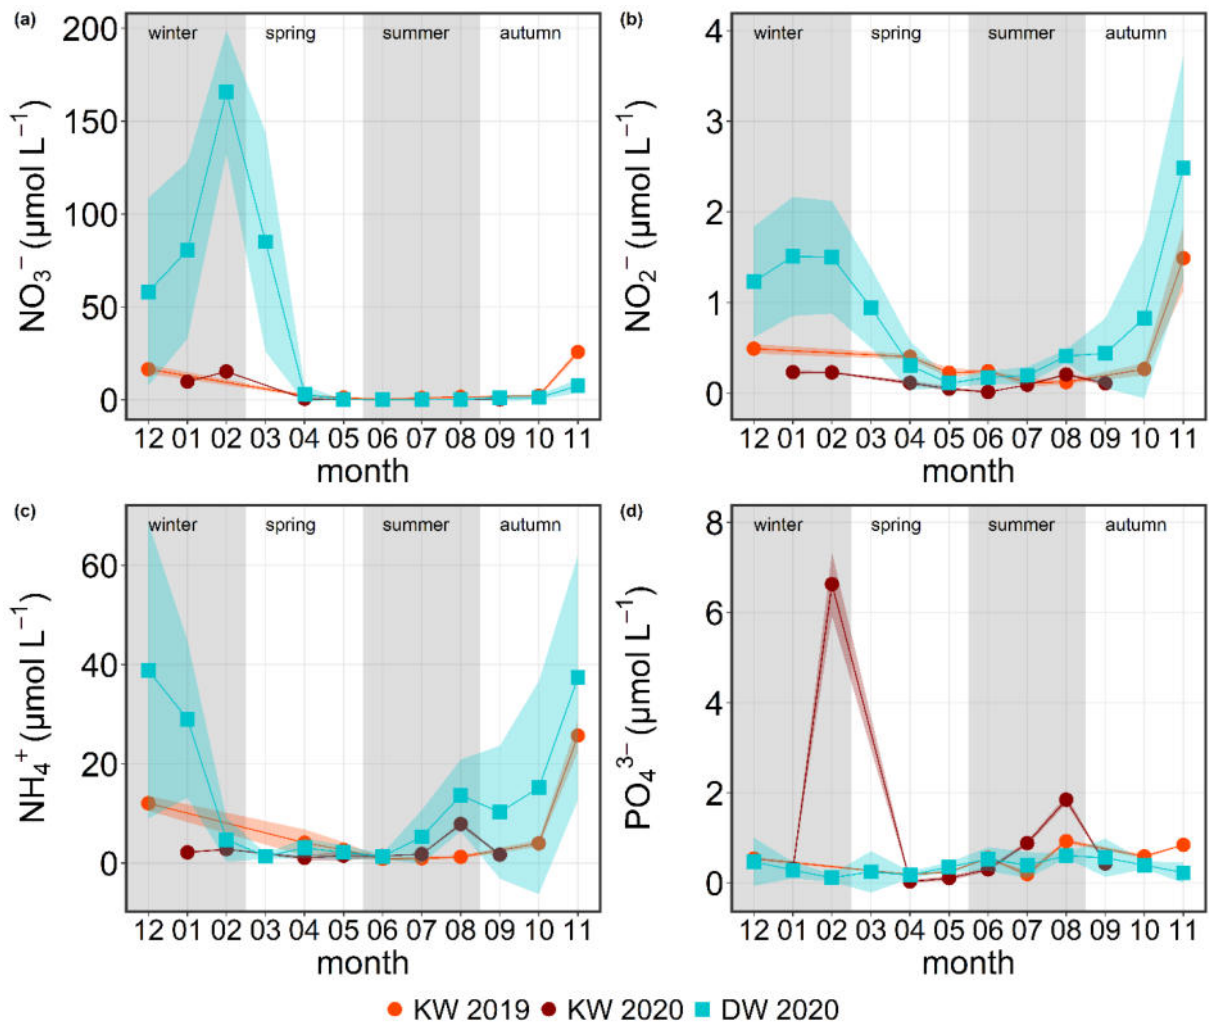 (a)
winter spring summer autumn
NO₃⁻ (µmol L⁻¹)
200
150
100
50
0
12 01 02 03 04 05 06 07 08 09 10 11
month
(b)
winter spring summer autumn
NO₂⁻ (µmol L⁻¹)
4
3
2
1
0
12 01 02 03 04 05 06 07 08 09 10 11
month
(c)
winter spring summer autumn
NH₄⁺ (µmol L⁻¹)
60
40
20
0
12 01 02 03 04 05 06 07 08 09 10 11
month
(d)
winter spring summer autumn
PO₄³⁻ (µmol L⁻¹)
8
6
4
2
0
12 01 02 03 04 05 06 07 08 09 10 11
month
KW 2019 KW 2020 DW 2020